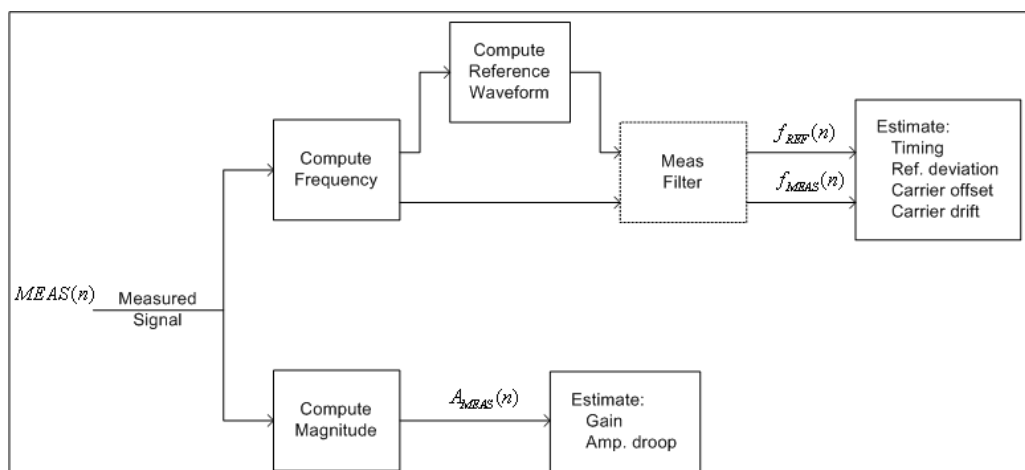 Compute
Reference
Waveform
Compute
Frequency
Meas
Filter
f_REF(n)
f_MEAS(n)
Estimate:
Timing
Ref. deviation
Carrier offset
Carrier drift
MEAS(n)
Measured
Signal
Compute
Magnitude
A_MEAS(n)
Estimate:
Gain
Amp. droop